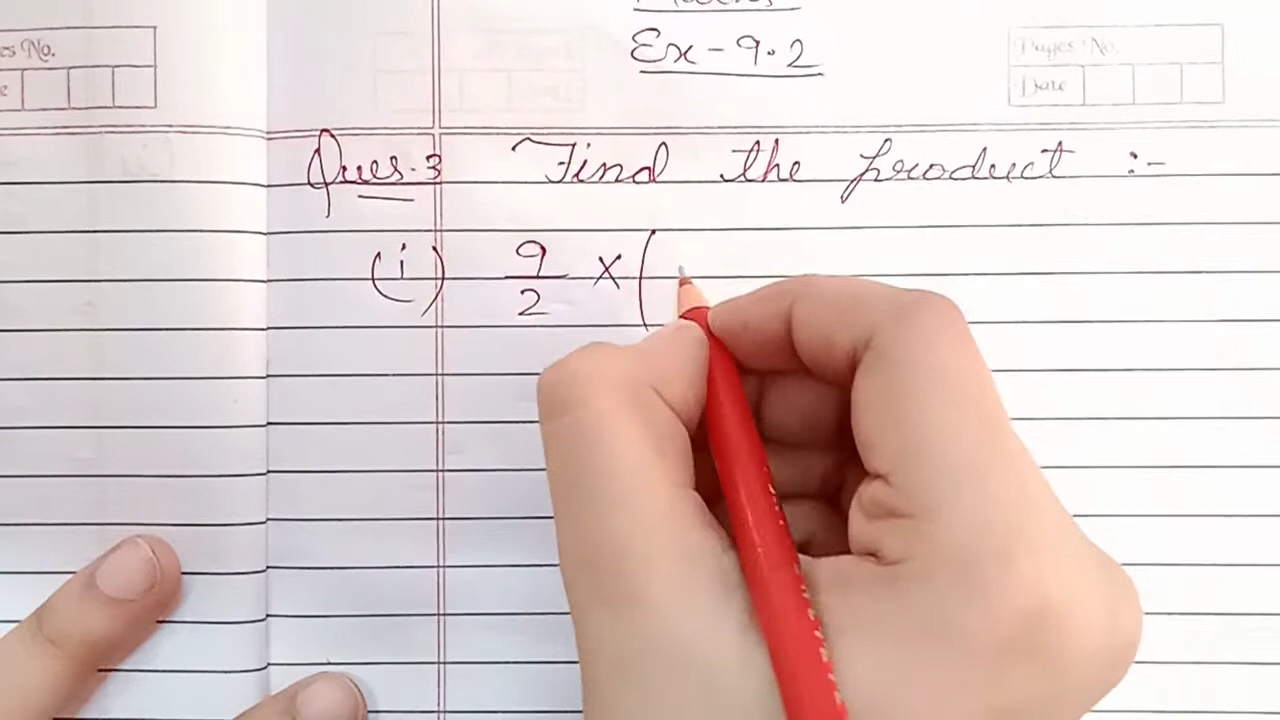 es No.
e
Ex - 9.2
Pages No.
Date
Ques.3 Find the product :-
(i) 9/2 × (